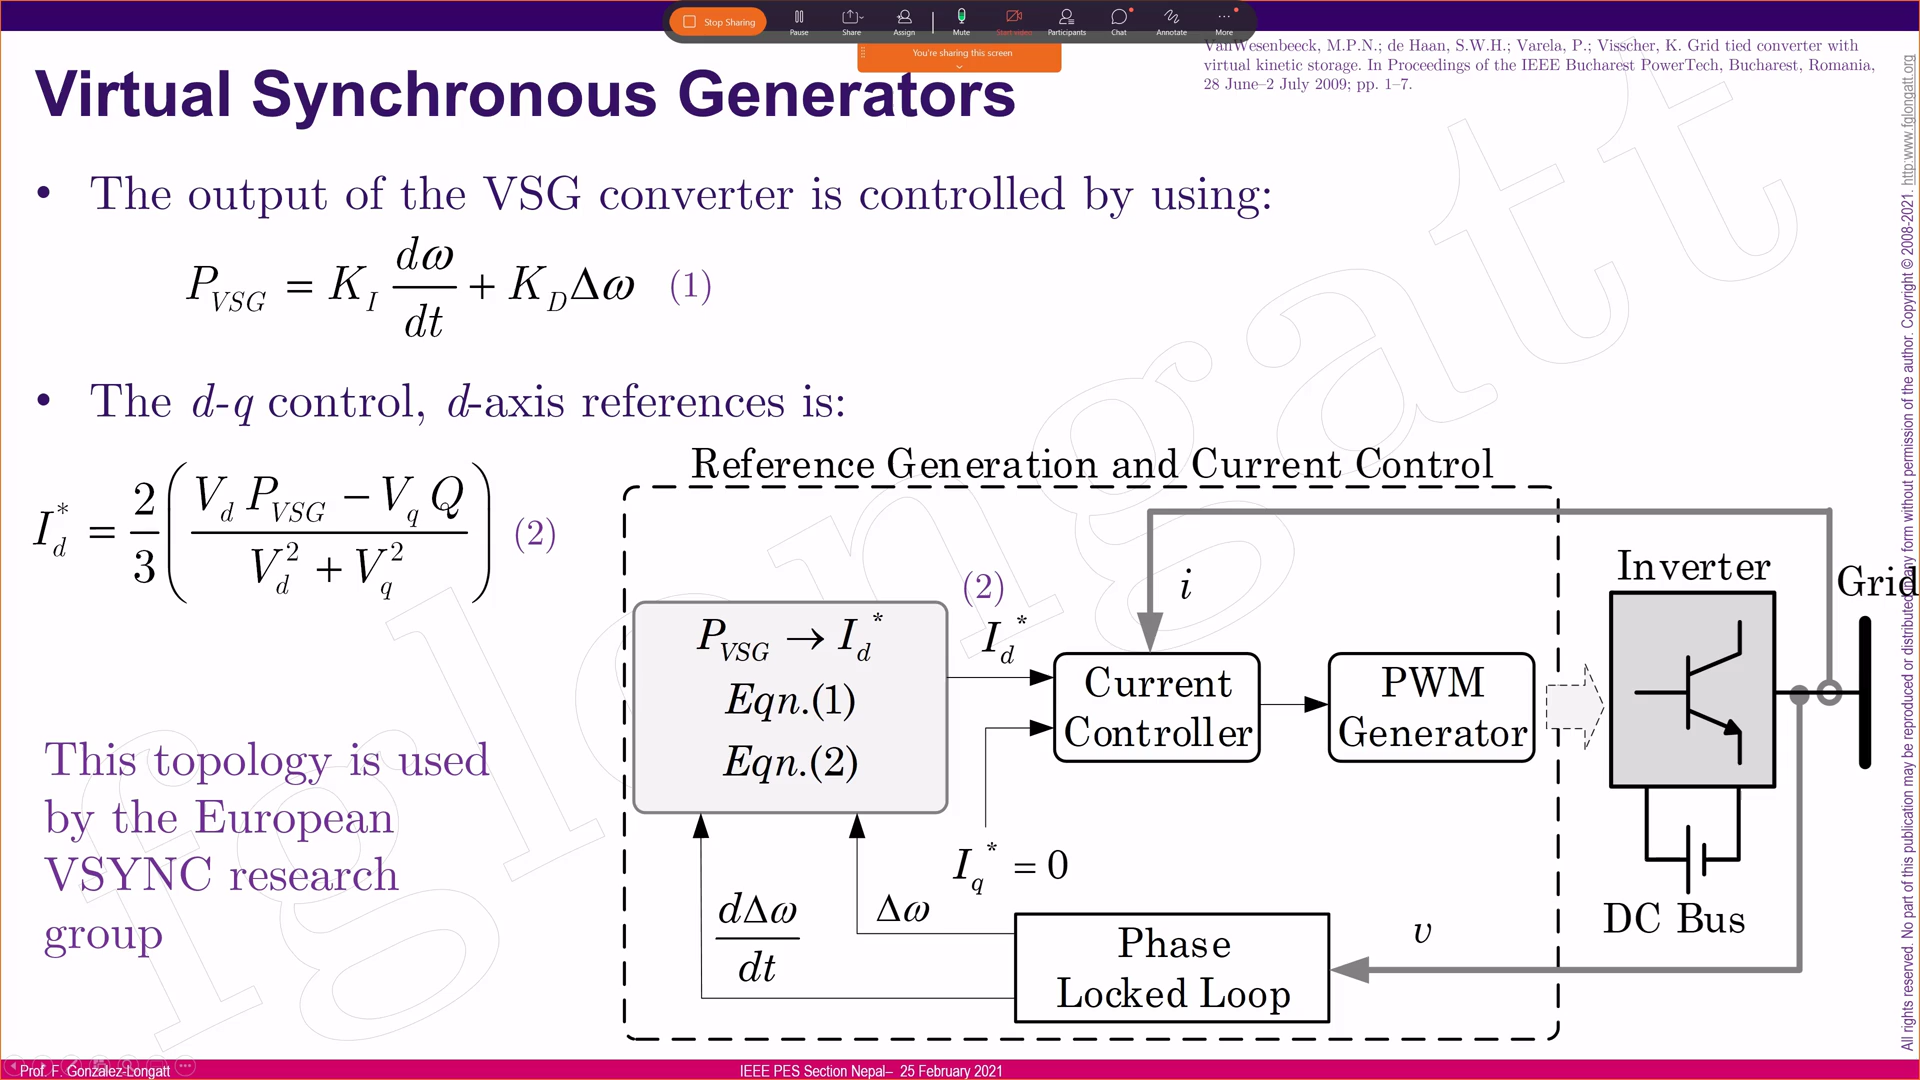 Stop Sharing
Pause
Share
Assign
Mute
Start video
Participants
Chat
Annotate
More
You're sharing this screen
VanWesenbeeck, M.P.N.; de Haan, S.W.H.; Varela, P.; Visscher, K. Grid tied converter with
virtual kinetic storage. In Proceedings of the IEEE Bucharest PowerTech, Bucharest, Romania,
28 June–2 July 2009; pp. 1–7.
Virtual Synchronous Generators
• The output of the VSG converter is controlled by using:
P_VSG = K_I dω/dt + K_D Δω (1)
• The d-q control, d-axis references is:
I_d^* = 2/3 ( (V_d P_VSG − V_q Q) / (V_d^2 + V_q^2) ) (2)
This topology is used
by the European
VSYNC research
group
Reference Generation and Current Control
P_VSG → I_d^*
Eqn.(1)
Eqn.(2)
(2)
I_d^*
i
Current
Controller
PWM
Generator
Inverter
Grid
I_q^* = 0
dΔω/dt
Δω
Phase
Locked Loop
v
DC Bus
All rights reserved. No part of this publication may be reproduced or distributed in any form without permission of the author. Copyright © 2008-2021. http:www.fglongatt.org
fglongatt
Prof. F. Gonzalez-Longatt
IEEE PES Section Nepal– 25 February 2021